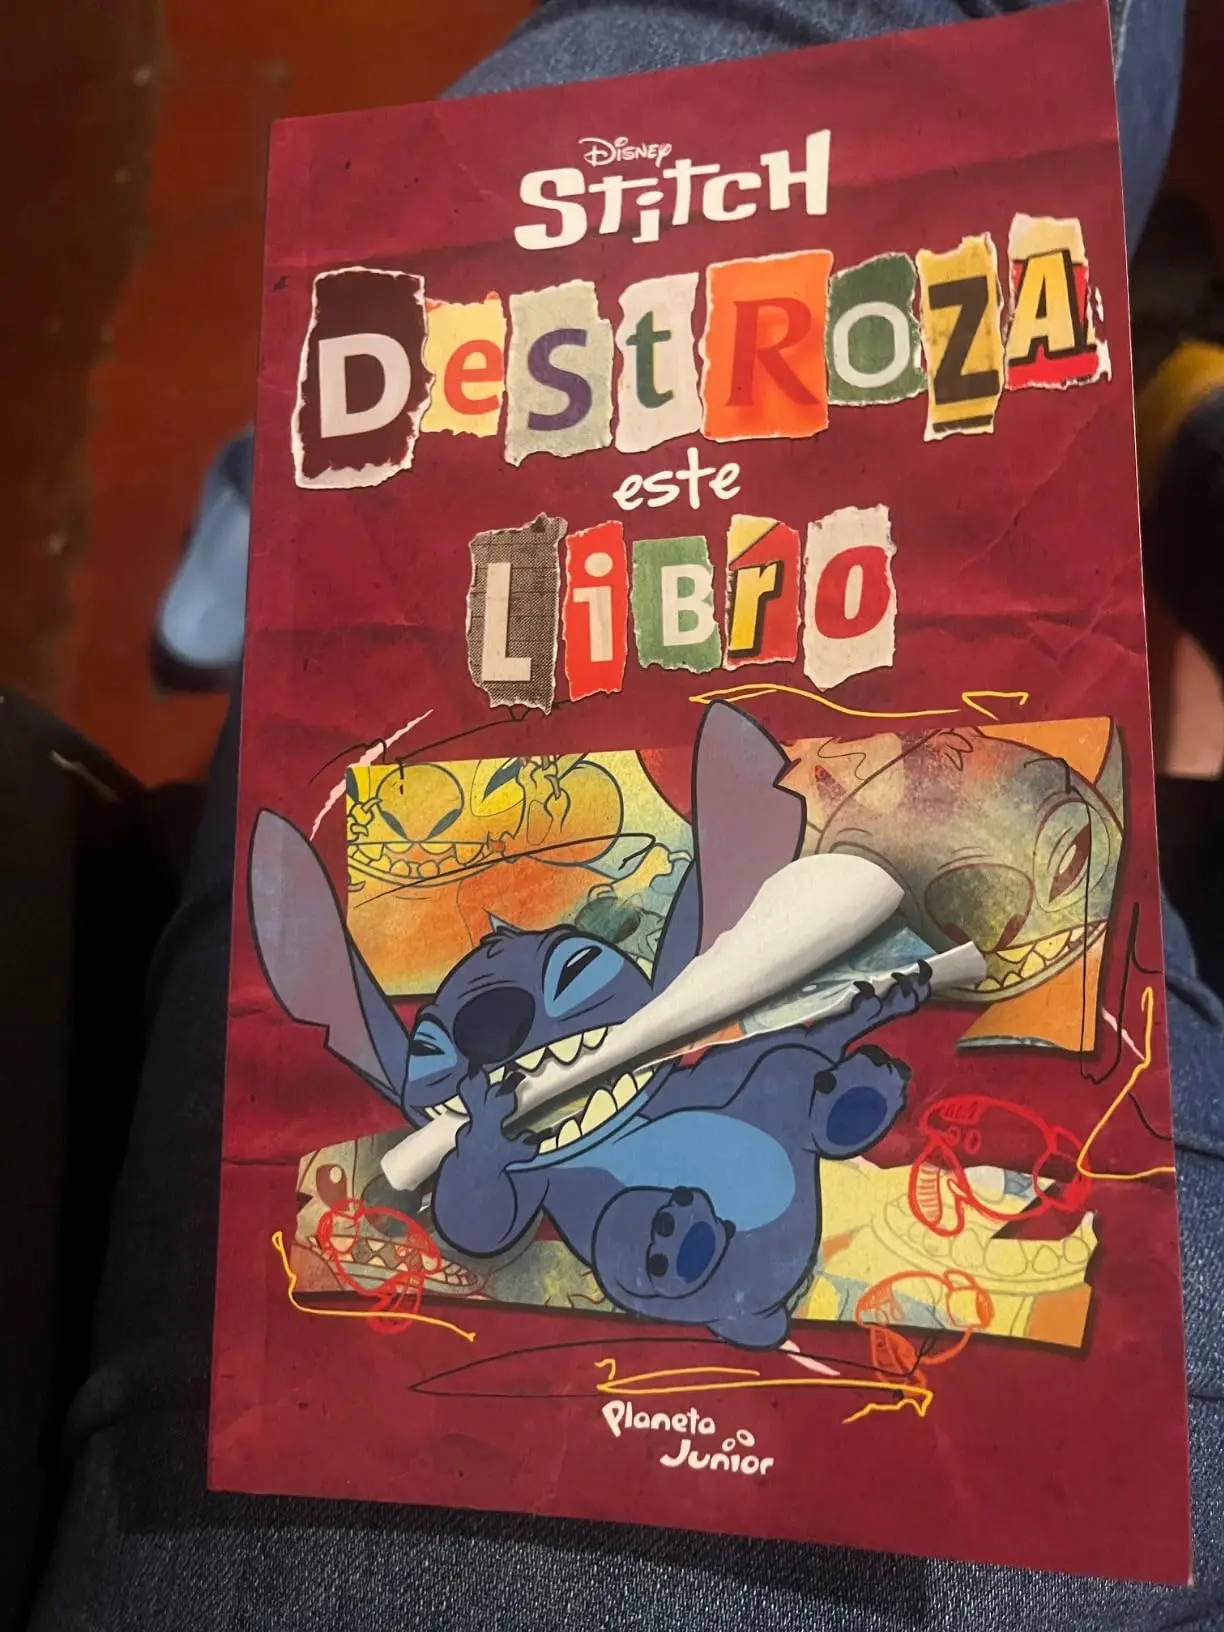 Disney
Stitch
DeStROZA
este
LiBro
Planeta
Junior